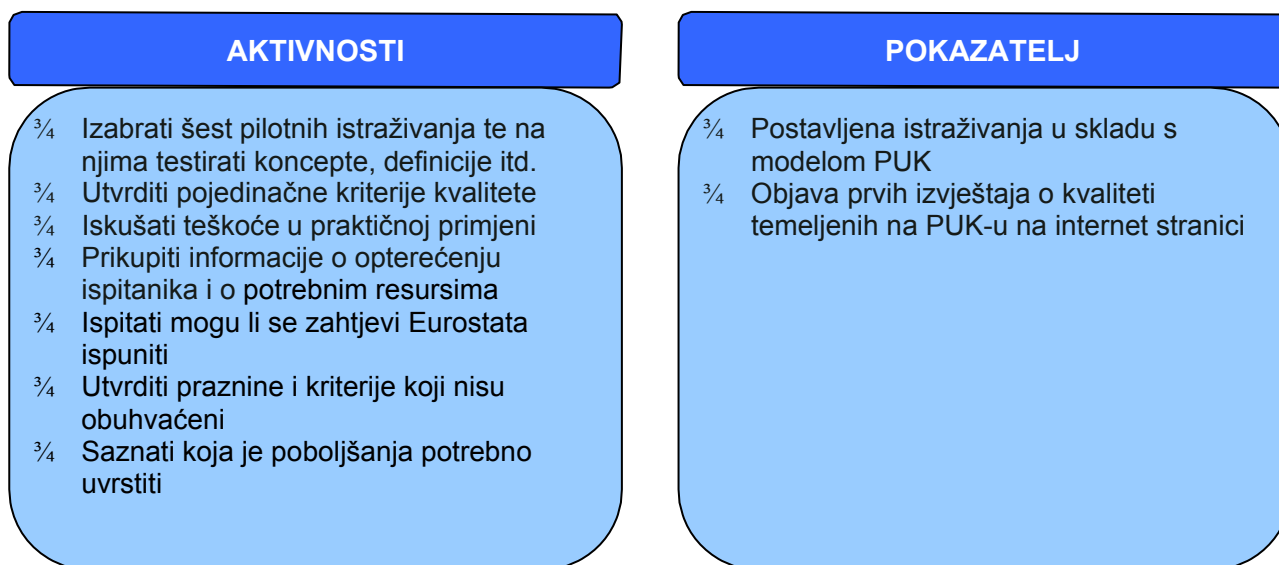 AKTIVNOSTI
¾ Izabrati šest pilotnih istraživanja te na
njima testirati koncepte, definicije itd.
¾ Utvrditi pojedinačne kriterije kvalitete
¾ Iskušati teškoće u praktičnoj primjeni
¾ Prikupiti informacije o opterećenju
ispitanika i o potrebnim resursima
¾ Ispitati mogu li se zahtjevi Eurostata
ispuniti
¾ Utvrditi praznine i kriterije koji nisu
obuhvaćeni
¾ Saznati koja je poboljšanja potrebno
uvrstiti
POKAZATELJ
¾ Postavljena istraživanja u skladu s
modelom PUK
¾ Objava prvih izvještaja o kvaliteti
temeljenih na PUK-u na internet stranici